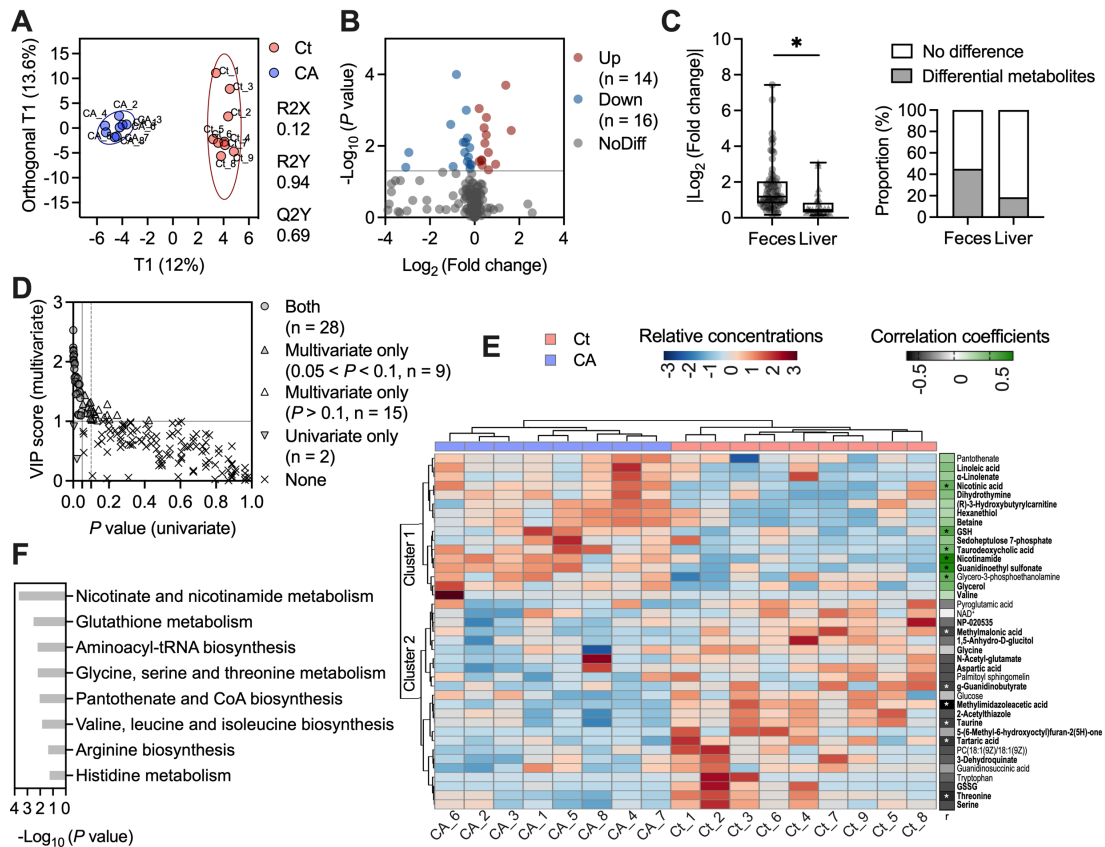 A
Orthogonal T1 (13.6%)
15
10
5
0
-5
-10
-15
-6
-4
-2
0
2
4
6
T1 (12%)
CA_2
CA_4
Ct_1
Ct_3
Ct_2
Ct_8
Ct_9
Ct
CA
R2X
0.12
R2Y
0.94
Q2Y
0.69
B
-Log10 (P value)
4
2
0
-4
-2
0
2
4
Log2 (Fold change)
Up
(n = 14)
Down
(n = 16)
NoDiff
C
|Log2 (Fold change)|
10
8
6
4
2
0
*
Feces
Liver
No difference
Differential metabolites
Proportion (%)
100
80
60
40
20
0
Feces
Liver
D
VIP score (multivariate)
3
2
1
0
0
0.2
0.4
0.6
0.8
1.0
P value (univariate)
Both
(n = 28)
Multivariate only
(0.05 < P < 0.1, n = 9)
Multivariate only
(P > 0.1, n = 15)
Univariate only
(n = 2)
None
E
Ct
CA
Relative concentrations
-3
-2
-1
0
1
2
3
Correlation coefficients
-0.5
0
0.5
Cluster 1
Cluster 2
Pantothenate
Linoleic acid
α-Linolenate
* Nicotinic acid
Dihydrothymine
(R)-3-Hydroxybutyrylcarnitine
Hexanethiol
Betaine
* GSH
Sedoheptulose 7-phosphate
* Taurodeoxycholic acid
* Nicotinamide
* Guanidinoethyl sulfonate
* Glycero-3-phosphoethanolamine
Glycerol
Valine
Pyroglutamic acid
NAD+
NP-020535
* Methylmalonic acid
1,5-Anhydro-D-glucitol
Glycine
N-Acetyl-glutamate
Aspartic acid
Palmitoyl sphingomelin
* g-Guanidinobutyrate
Glucose
* Methylimidazoleacetic acid
2-Acetylthiazole
* Taurine
5-(6-Methyl-6-hydroxyoctyl)furan-2(5H)-one
* Tartaric acid
PC(18:1(9Z)/18:1(9Z))
3-Dehydroquinate
Guanidinosuccinic acid
Tryptophan
GSSG
* Threonine
Serine
CA_6
CA_2
CA_3
CA_1
CA_5
CA_8
CA_4
CA_7
Ct_1
Ct_2
Ct_3
Ct_6
Ct_4
Ct_7
Ct_9
Ct_5
Ct_8
r
F
Nicotinate and nicotinamide metabolism
Glutathione metabolism
Aminoacyl-tRNA biosynthesis
Glycine, serine and threonine metabolism
Pantothenate and CoA biosynthesis
Valine, leucine and isoleucine biosynthesis
Arginine biosynthesis
Histidine metabolism
4 3 2 1 0
-Log10 (P value)